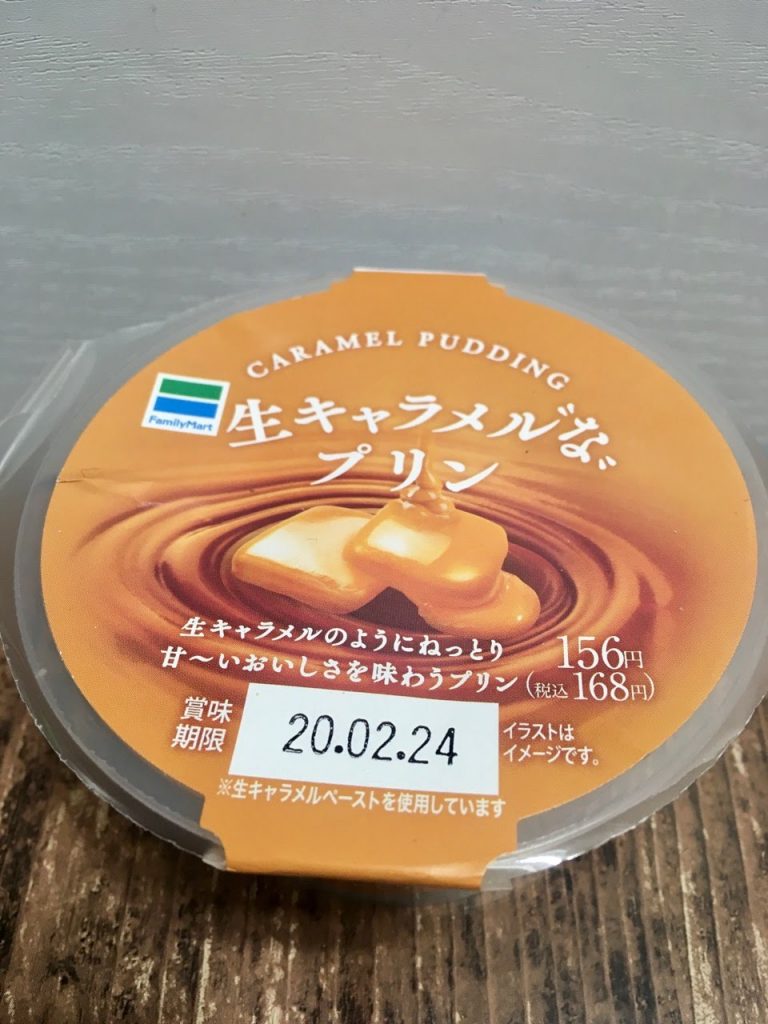 CARAMEL PUDDING
FamilyMart
生キャラメルな
プリン
生キャラメルのようにねっとり
甘〜いおいしさを味わうプリン
156円
(税込168円)
賞味
期限
20.02.24
イラストは
イメージです。
※生キャラメルペーストを使用しています